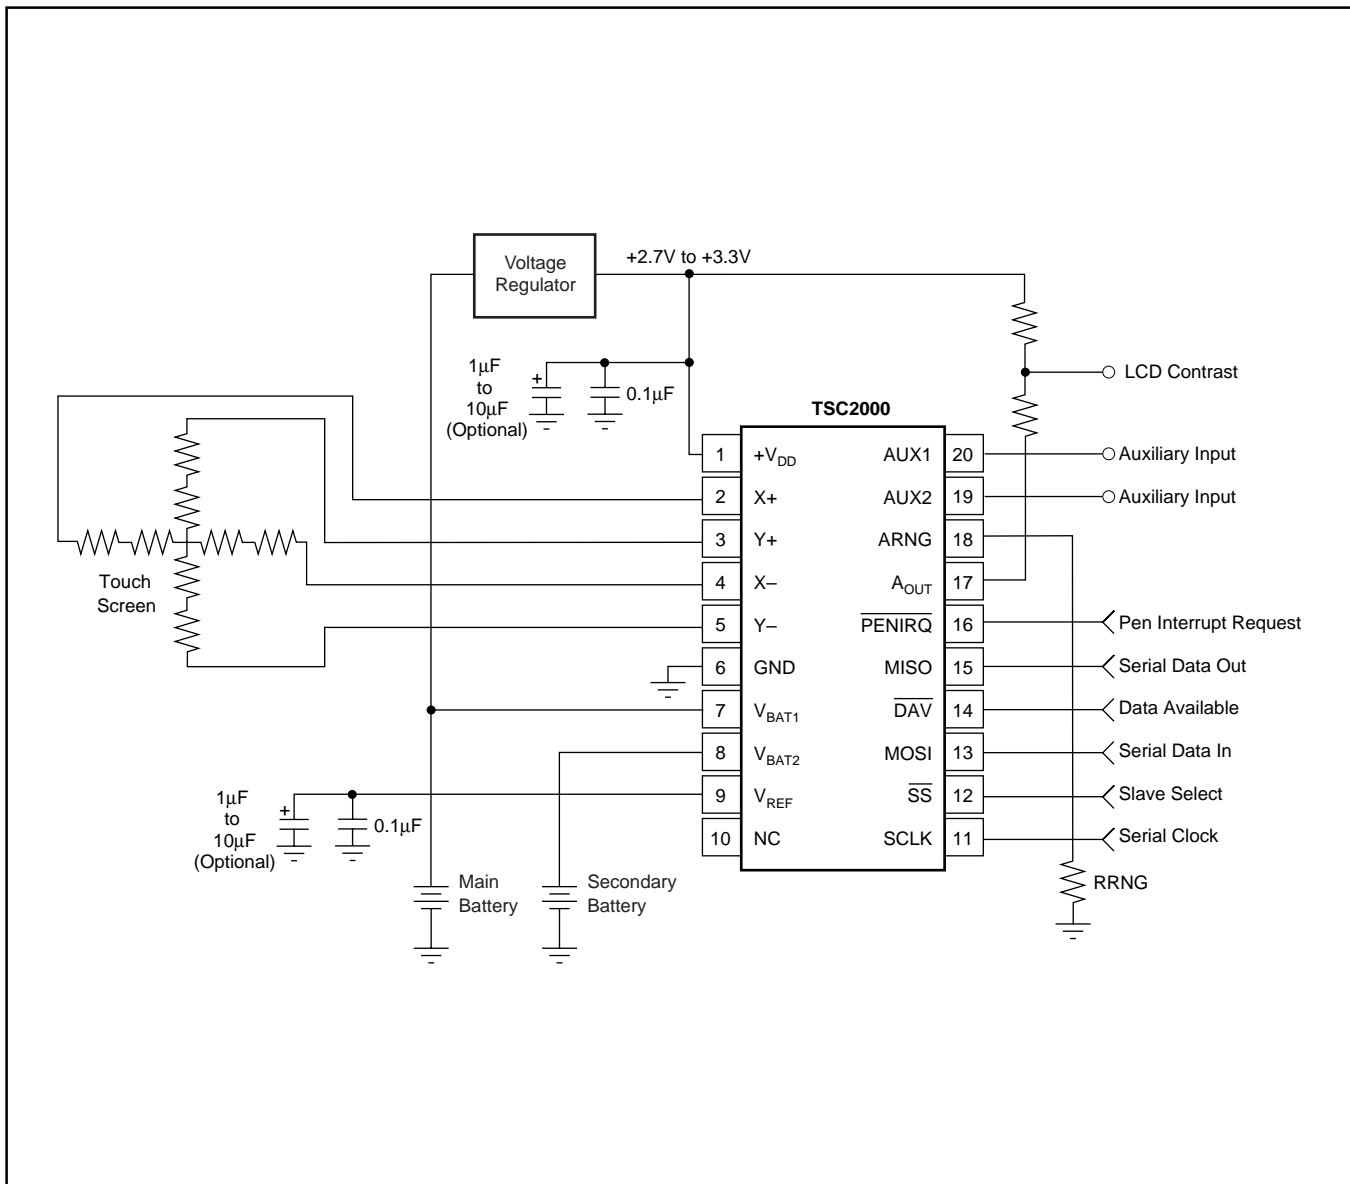 Voltage
Regulator
+2.7V to +3.3V
1µF
to
10µF
(Optional)
+
0.1µF
LCD Contrast
TSC2000
1 +VDD AUX1 20 Auxiliary Input
2 X+ AUX2 19 Auxiliary Input
3 Y+ ARNG 18
4 X– AOUT 17
5 Y– PENIRQ 16 Pen Interrupt Request
6 GND MISO 15 Serial Data Out
7 VBAT1 DAV 14 Data Available
8 VBAT2 MOSI 13 Serial Data In
9 VREF SS 12 Slave Select
10 NC SCLK 11 Serial Clock
Touch
Screen
1µF
to
10µF
(Optional)
+
0.1µF
Main
Battery
Secondary
Battery
RRNG